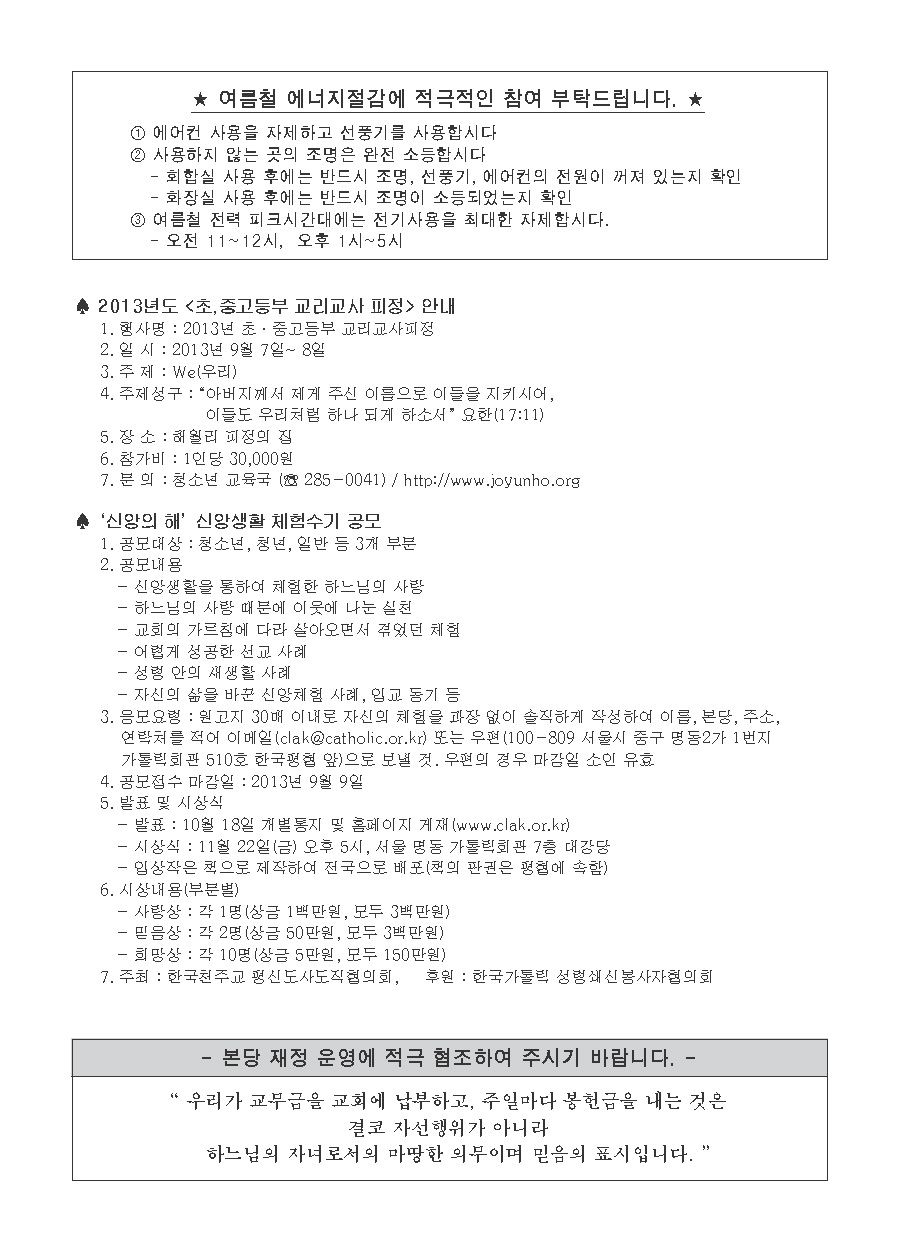 ★ 여름철 에너지절감에 적극적인 참여 부탁드립니다. ★
① 에어컨 사용을 자제하고 선풍기를 사용합시다
② 사용하지 않는 곳의 조명은 완전 소등합시다
- 회합실 사용 후에는 반드시 조명, 선풍기, 에어컨의 전원이 꺼져 있는지 확인
- 화장실 사용 후에는 반드시 조명이 소등되었는지 확인
③ 여름철 전력 피크시간대에는 전기사용을 최대한 자제합시다.
- 오전 11~12시, 오후 1시~5시
♠ 2013년도 <초,중고등부 교리교사 피정> 안내
1. 행사명 : 2013년 초·중고등부 교리교사피정
2. 일 시 : 2013년 9월 7일~ 8일
3. 주 제 : We(우리)
4. 주제성구 : “아버지께서 제게 주신 이름으로 이들을 지키시어,
이들도 우리처럼 하나 되게 하소서” 요한(17:11)
5. 장 소 : 해월리 피정의 집
6. 참가비 : 1인당 30,000원
7. 문 의 : 청소년 교육국 (☏ 285-0041) / http://www.joyunho.org
♠ ‘신앙의 해’ 신앙생활 체험수기 공모
1. 공모대상 : 청소년, 청년, 일반 등 3개 부문
2. 공모내용
- 신앙생활을 통하여 체험한 하느님의 사랑
- 하느님의 사랑 때문에 이웃에 나눈 실천
- 교회의 가르침에 따라 살아오면서 겪었던 체험
- 어렵게 성공한 선교 사례
- 성령 안의 새생활 사례
- 자신의 삶을 바꾼 신앙체험 사례, 입교 동기 등
3. 응모요령 : 원고지 30매 이내로 자신의 체험을 과장 없이 솔직하게 작성하여 이름, 본당, 주소,
연락처를 적어 이메일(clak@catholic.or.kr) 또는 우편(100-809 서울시 중구 명동2가 1번지
가톨릭회관 510호 한국평협 앞)으로 보낼 것. 우편의 경우 마감일 소인 유효
4. 공모접수 마감일 : 2013년 9월 9일
5. 발표 및 시상식
- 발표 : 10월 18일 개별통지 및 홈페이지 게재(www.clak.or.kr)
- 시상식 : 11월 22일(금) 오후 5시, 서울 명동 가톨릭회관 7층 대강당
- 입상작은 책으로 제작하여 전국으로 배포(책의 판권은 평협에 속함)
6. 시상내용(부문별)
- 사랑상 : 각 1명(상금 1백만원, 모두 3백만원)
- 믿음상 : 각 2명(상금 50만원, 모두 3백만원)
- 희망상 : 각 10명(상금 5만원, 모두 150만원)
7. 주최 : 한국천주교 평신도사도직협의회, 후원 : 한국가톨릭 성령쇄신봉사자협의회
- 본당 재정 운영에 적극 협조하여 주시기 바랍니다. -
“ 우리가 교무금을 교회에 납부하고, 주일마다 봉헌금을 내는 것은
결코 자선행위가 아니라
하느님의 자녀로서의 마땅한 의무이며 믿음의 표시입니다. ”